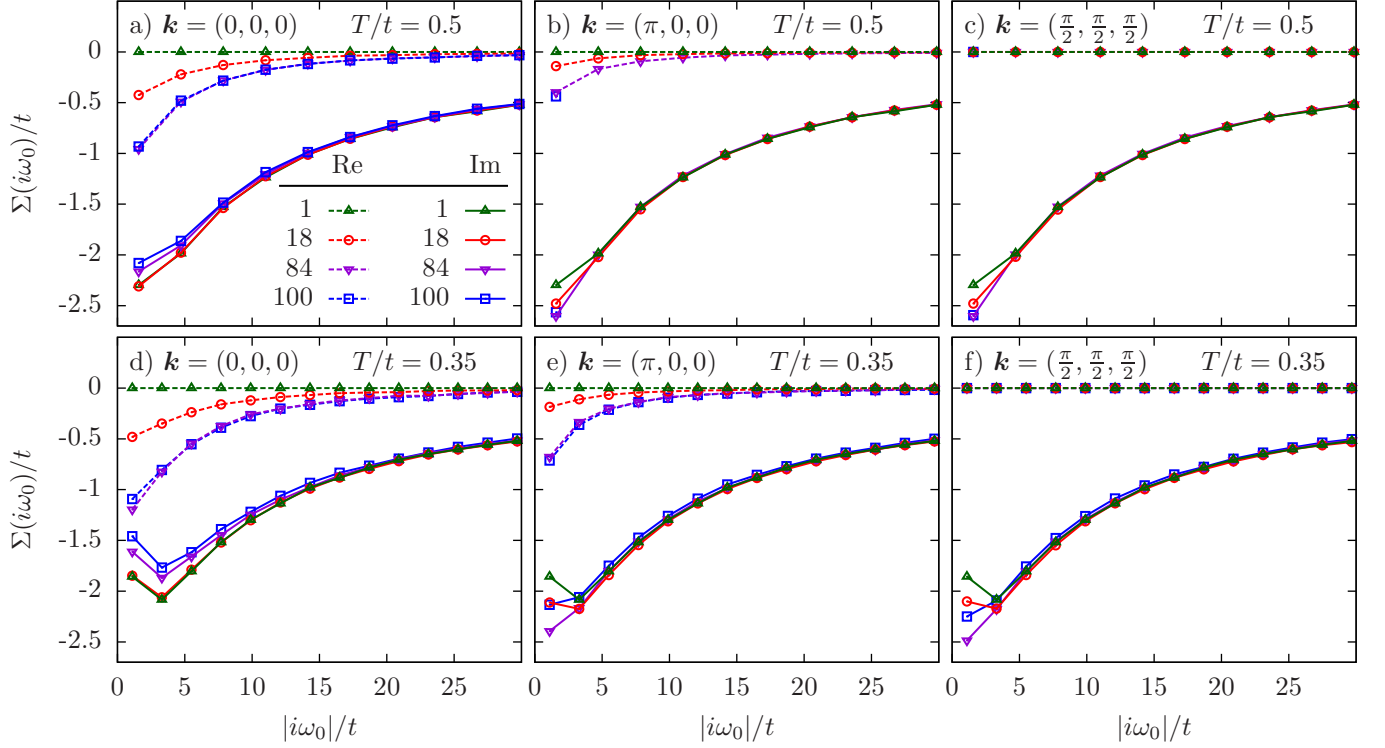 a) k = (0, 0, 0) T/t = 0.5
b) k = (π, 0, 0) T/t = 0.5
c) k = (π/2, π/2, π/2) T/t = 0.5
0
-0.5
-1
-1.5
-2
-2.5
Σ(iω₀)/t
Re Im
1 1
18 18
84 84
100 100
d) k = (0, 0, 0) T/t = 0.35
e) k = (π, 0, 0) T/t = 0.35
f) k = (π/2, π/2, π/2) T/t = 0.35
0
-0.5
-1
-1.5
-2
-2.5
Σ(iω₀)/t
0 5 10 15 20 25
0 5 10 15 20 25
0 5 10 15 20 25
|iω₀|/t
|iω₀|/t
|iω₀|/t